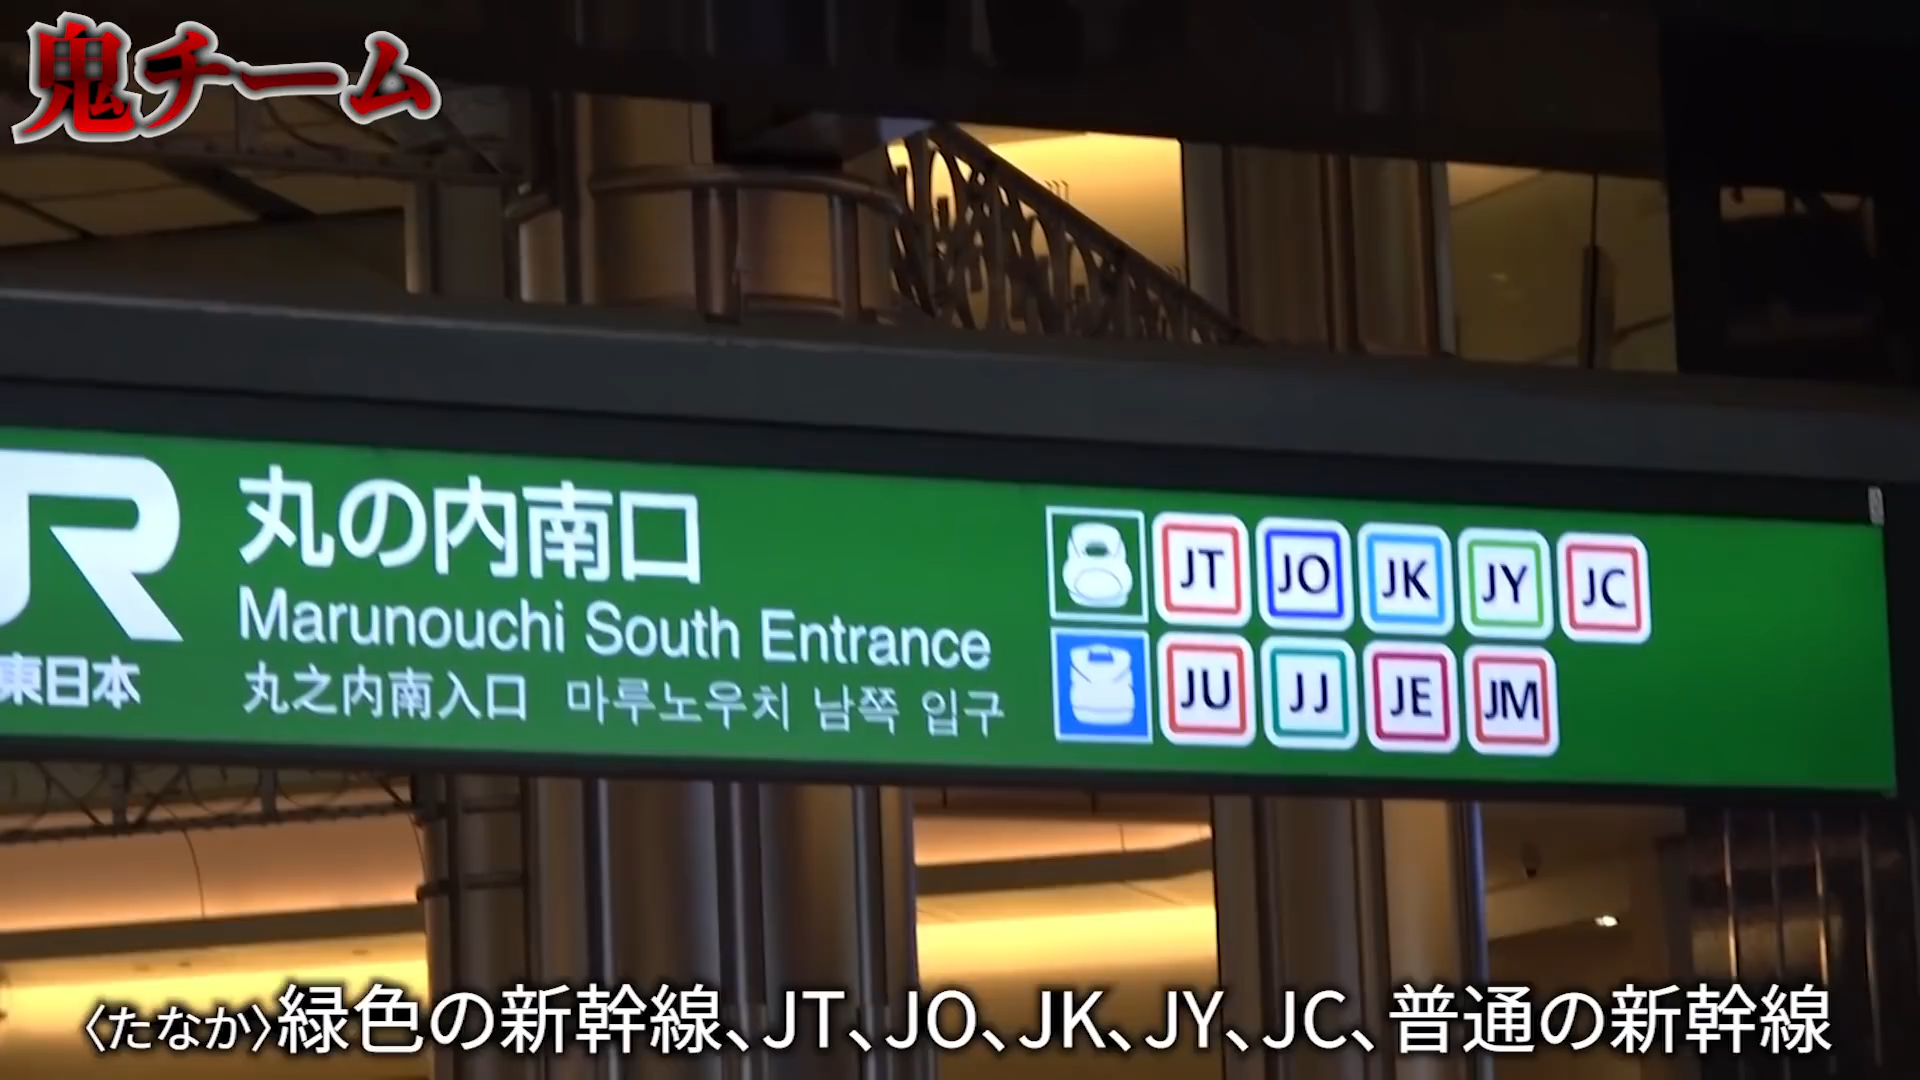 鬼チーム
JR
東日本
丸の内南口
Marunouchi South Entrance
丸之内南入口 마루노우치 남쪽 입구
JT JO JK JY JC
JU JJ JE JM
〈たなか〉緑色の新幹線、JT、JO、JK、JY、JC、普通の新幹線